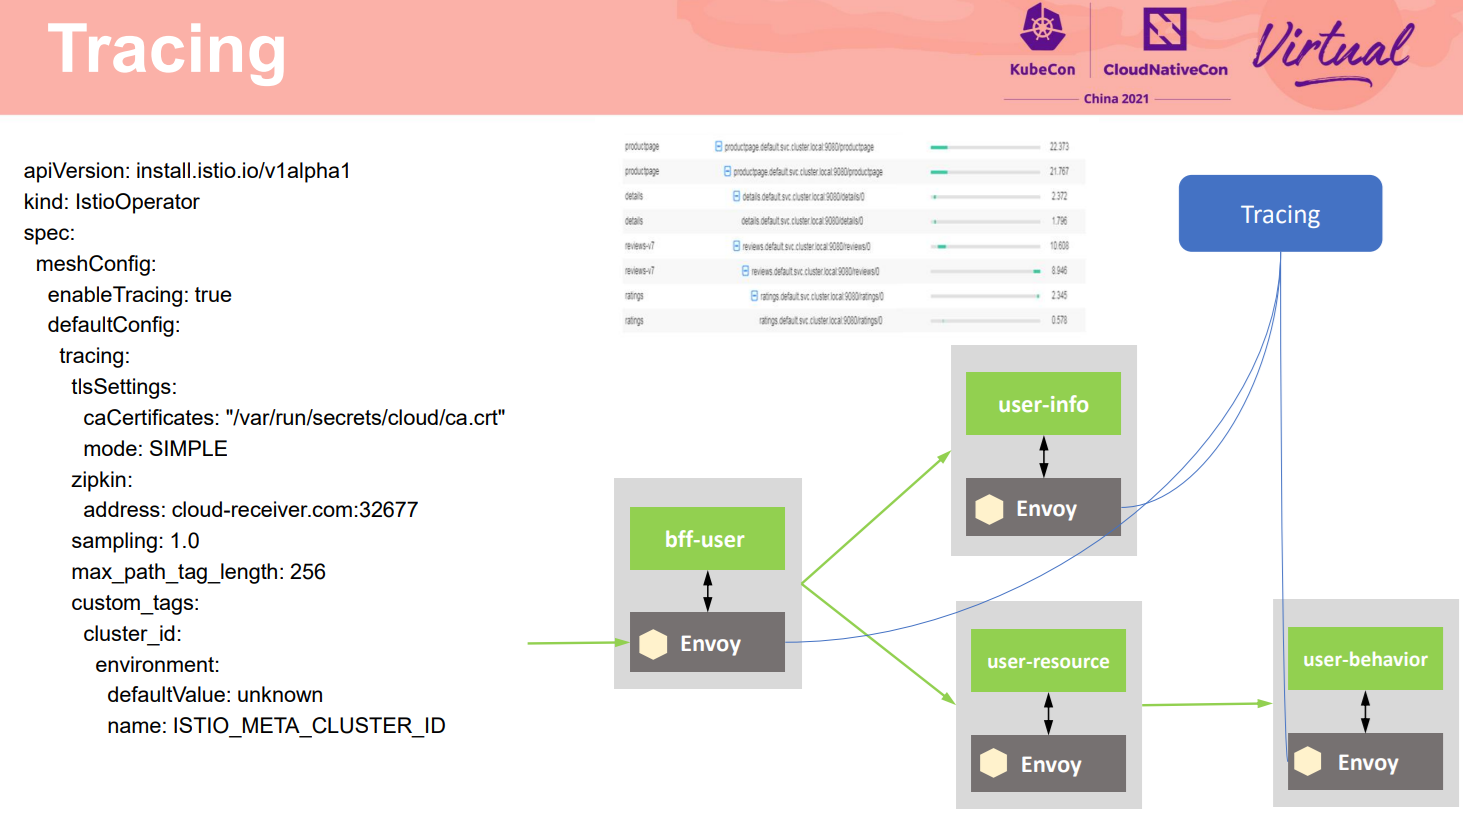 Tracing
KubeCon
CloudNativeCon
China 2021
Virtual
apiVersion: install.istio.io/v1alpha1
kind: IstioOperator
spec:
meshConfig:
enableTracing: true
defaultConfig:
tracing:
tlsSettings:
caCertificates: "/var/run/secrets/cloud/ca.crt"
mode: SIMPLE
zipkin:
address: cloud-receiver.com:32677
sampling: 1.0
max_path_tag_length: 256
custom_tags:
cluster_id:
environment:
defaultValue: unknown
name: ISTIO_META_CLUSTER_ID
productpage productpage.default.svc.cluster.local:9080/productpage 22.373
productpage productpage.default.svc.cluster.local:9080/productpage 21.767
details details.default.svc.cluster.local:9080/details/0 2.372
details details.default.svc.cluster.local:9080/details/0 1.796
reviews-v7 reviews.default.svc.cluster.local:9080/reviews/0 10.608
reviews-v7 reviews.default.svc.cluster.local:9080/reviews/0 8.946
ratings ratings.default.svc.cluster.local:9080/ratings/0 2.345
ratings ratings.default.svc.cluster.local:9080/ratings/0 0.578
Tracing
user-info
Envoy
bff-user
Envoy
user-resource
Envoy
user-behavior
Envoy